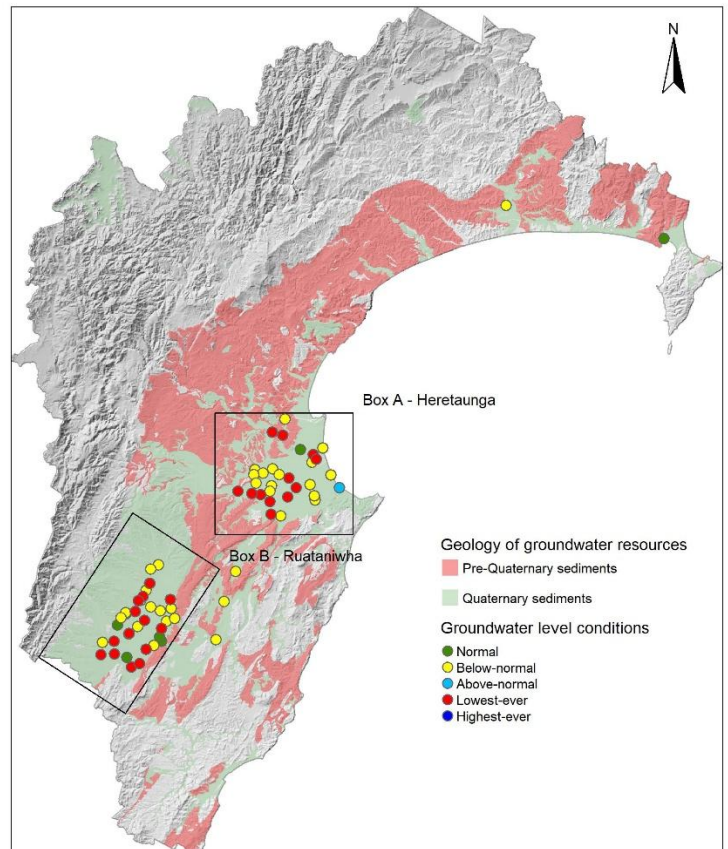 N
Box A - Heretaunga
Box B - Ruataniwha
Geology of groundwater resources
Pre-Quaternary sediments
Quaternary sediments
Groundwater level conditions
Normal
Below-normal
Above-normal
Lowest-ever
Highest-ever